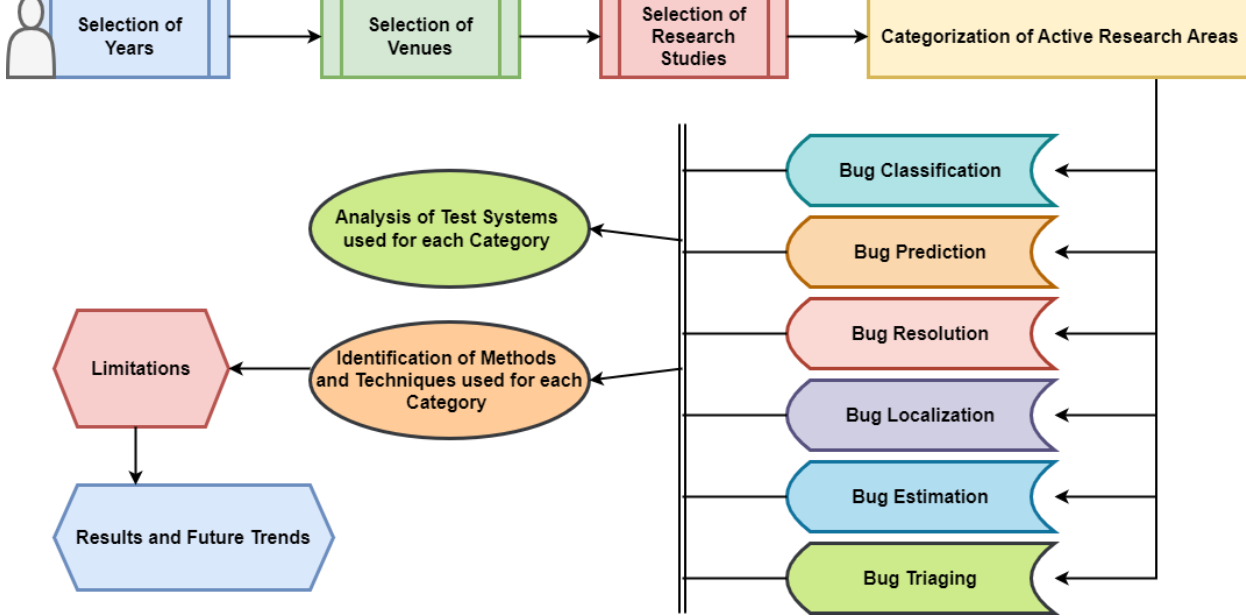 Selection of
Years
Selection of
Venues
Selection of
Research
Studies
Categorization of Active Research Areas
Bug Classification
Analysis of Test Systems
used for each Category
Bug Prediction
Bug Resolution
Limitations
Identification of Methods
and Techniques used for each
Category
Bug Localization
Bug Estimation
Results and Future Trends
Bug Triaging